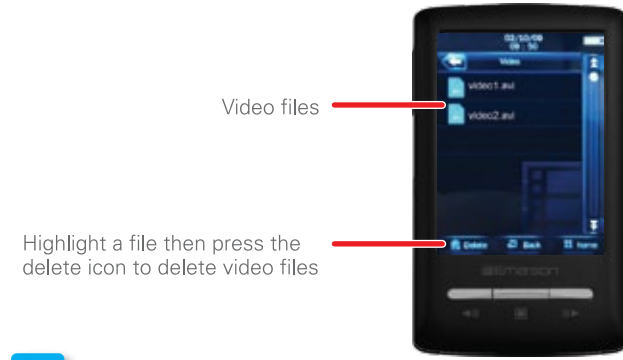 02/10/09
09 : 50
Video
video1.avi
Video files
video2.avi
Highlight a file then press the
delete icon to delete video files
Delete Back Home
Emerson